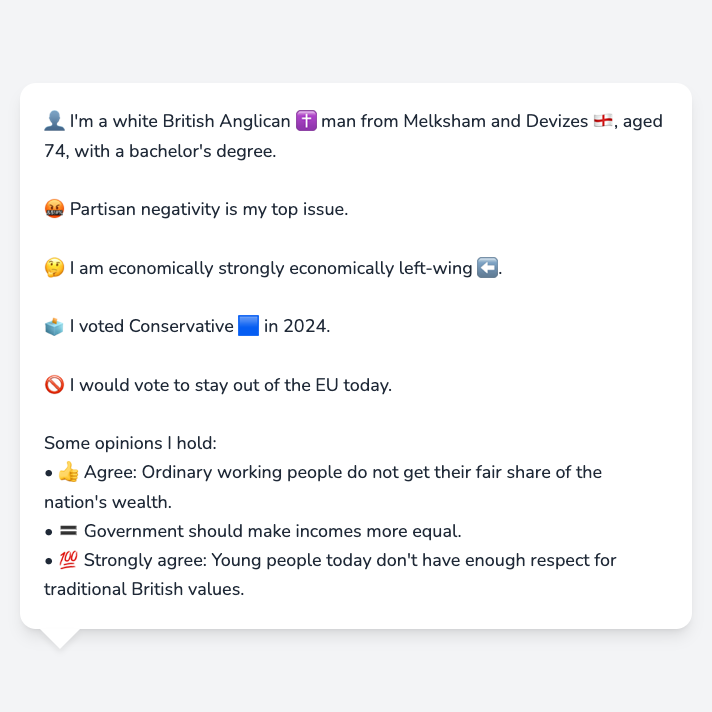 👤 I'm a white British Anglican ✝️ man from Melksham and Devizes 🏴󠁧󠁢󠁥󠁮󠁧󠁿, aged
74, with a bachelor's degree.
🤬 Partisan negativity is my top issue.
🤔 I am economically strongly economically left-wing ⬅️.
🗳️ I voted Conservative 🟦 in 2024.
🚫 I would vote to stay out of the EU today.
Some opinions I hold:
• 👍 Agree: Ordinary working people do not get their fair share of the
nation's wealth.
• 🟰 Government should make incomes more equal.
• 💯 Strongly agree: Young people today don't have enough respect for
traditional British values.